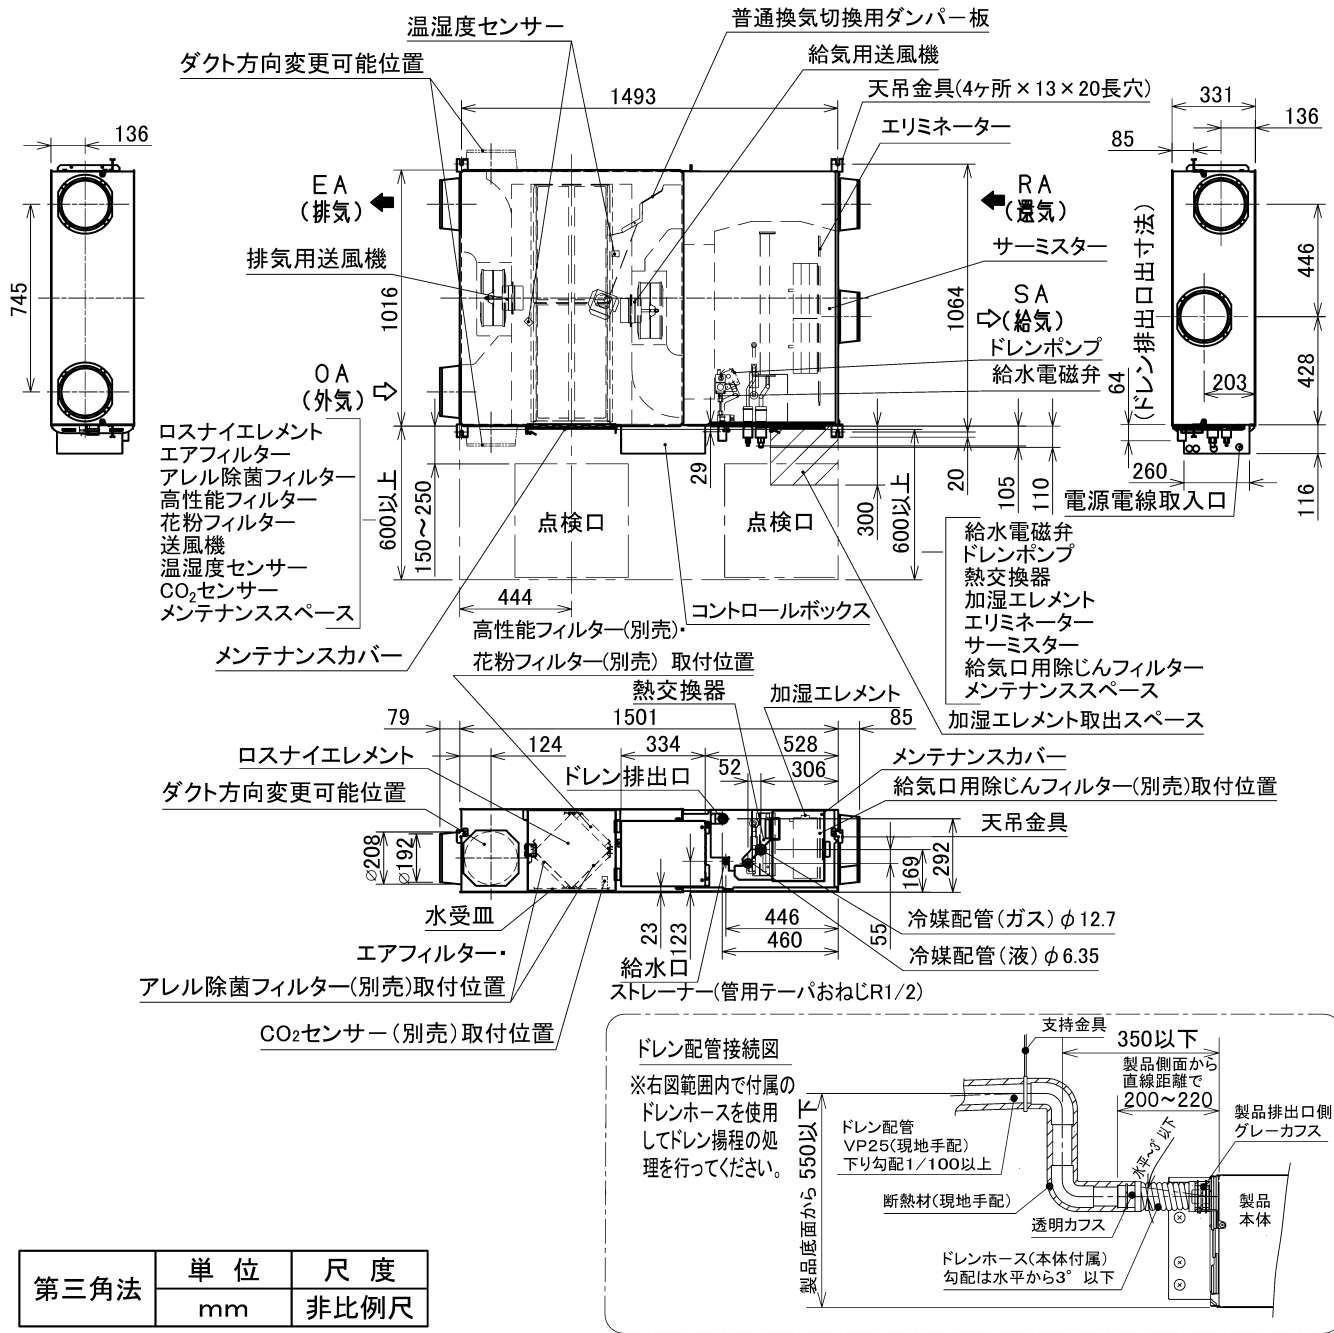 温湿度センサー
普通換気切換用ダンパー板
ダクト方向変更可能位置
給気用送風機
1493
天吊金具(4ヶ所×13×20長穴)
331
136
エリミネーター
85
136
EA
(排気)
RA
(還気)
排気用送風機
サーミスター
745
1016
1064
SA
(給気)
(ドレン排出口出寸法)
446
ドレンポンプ
給水電磁弁
OA
(外気)
64
203
428
ロスナイエレメント
エアフィルター
アレル除菌フィルター
高性能フィルター
花粉フィルター
送風機
温湿度センサー
CO₂センサー
メンテナンススペース
600以上
150~250
点検口
29
点検口
300
600以上
20
105
110
260
116
電源電線取入口
給水電磁弁
ドレンポンプ
熱交換器
加湿エレメント
エリミネーター
サーミスター
給気口用除じんフィルター
メンテナンススペース
444
コントロールボックス
高性能フィルター(別売)・
花粉フィルター(別売) 取付位置
メンテナンスカバー
熱交換器
加湿エレメント
加湿エレメント取出スペース
79
1501
85
ロスナイエレメント
124
334
528
メンテナンスカバー
ドレン排出口
52
306
給気口用除じんフィルター(別売)取付位置
ダクト方向変更可能位置
天吊金具
⌀208
⌀192
169
292
水受皿
23
123
446
55
冷媒配管(ガス)φ12.7
460
エアフィルター・
アレル除菌フィルター(別売)取付位置
給水口
冷媒配管(液)φ6.35
ストレーナー(管用テーパおねじR1/2)
CO₂センサー(別売)取付位置
支持金具
ドレン配管接続図
350以下
※右図範囲内で付属の
ドレンホースを使用
してドレン揚程の処
理を行ってください。
製品側面から
直線距離で
200~220
製品底面から550以下
ドレン配管
VP25(現地手配)
下り勾配1/100以上
水平~3°以下
製品排出口側
グレーカフス
断熱材(現地手配)
透明カフス
製品
本体
ドレンホース(本体付属)
勾配は水平から3°以下
第三角法
単 位
尺 度
mm
非比例尺